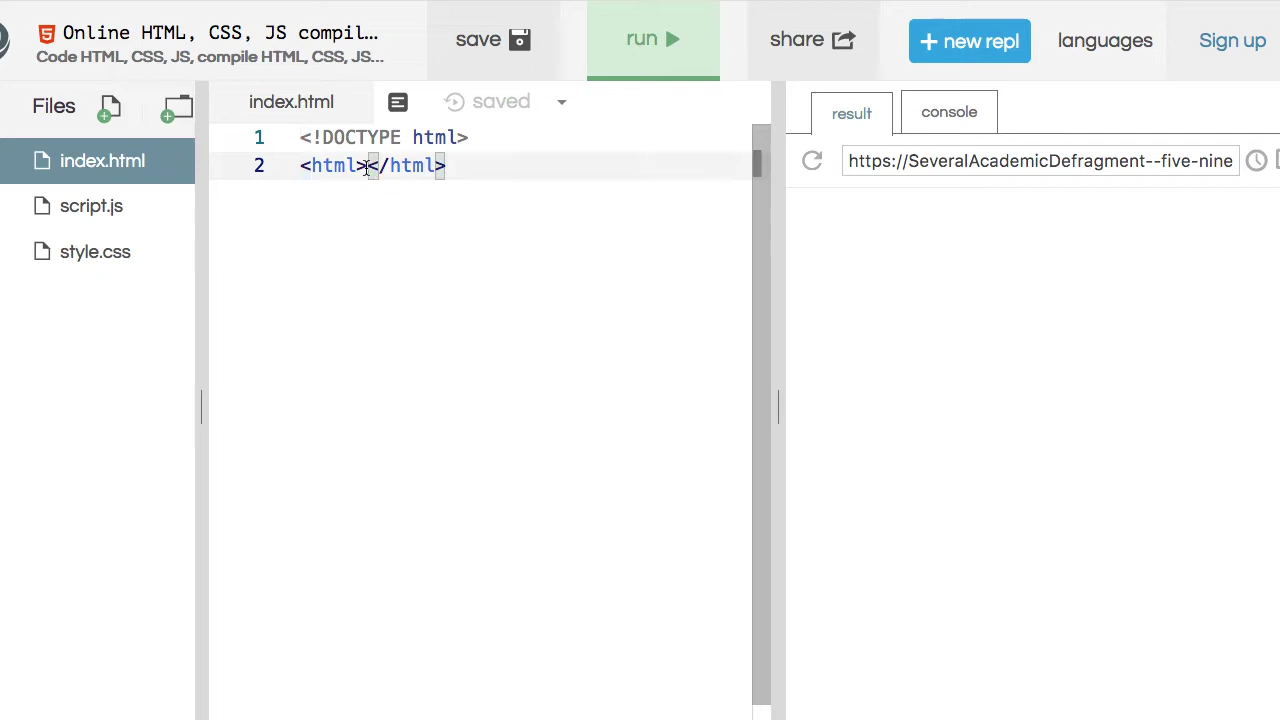 Online HTML, CSS, JS compil...
Code HTML, CSS, JS, compile HTML, CSS, JS...
save
run
share
+ new repl
languages
Sign up
Files
index.html
script.js
style.css
index.html
saved
1 <!DOCTYPE html>
2 <html></html>
result
console
https://SeveralAcademicDefragment--five-nine